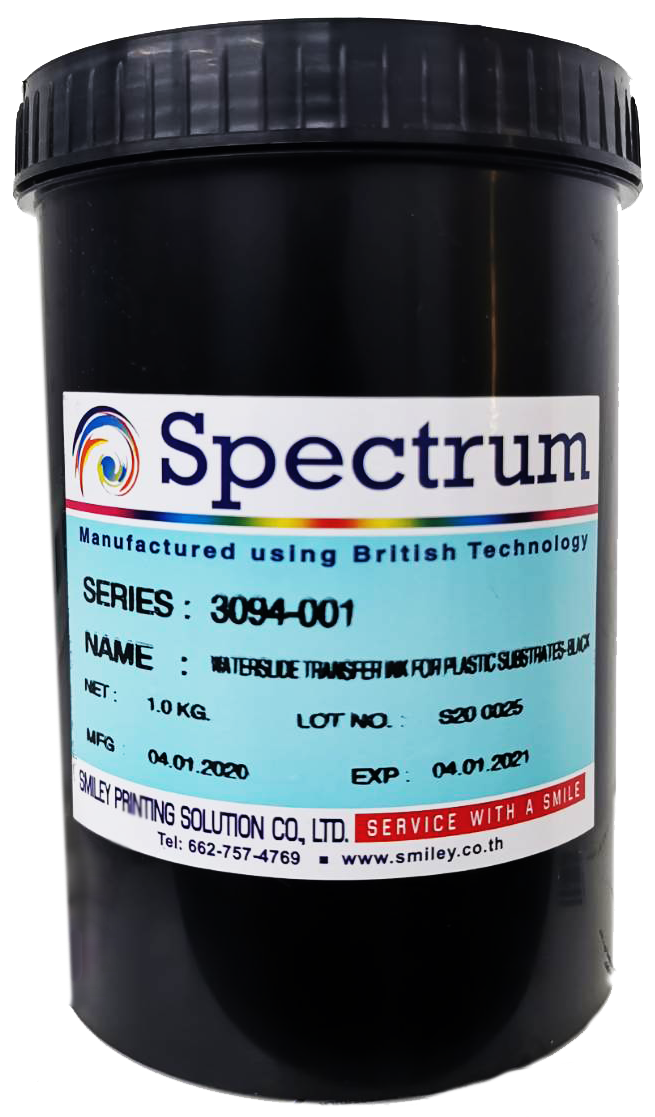 Spectrum
Manufactured using British Technology
SERIES : 3094-001
NAME : WATERSLIDE TRANSFER INK FOR PLASTIC SUBSTRATES-BLACK
NET : 1.0 KG. LOT NO. : S20 0025
MFG : 04.01.2020 EXP : 04.01.2021
SMILEY PRINTING SOLUTION CO., LTD. SERVICE WITH A SMILE
Tel: 662-757-4769 ■ www.smiley.co.th